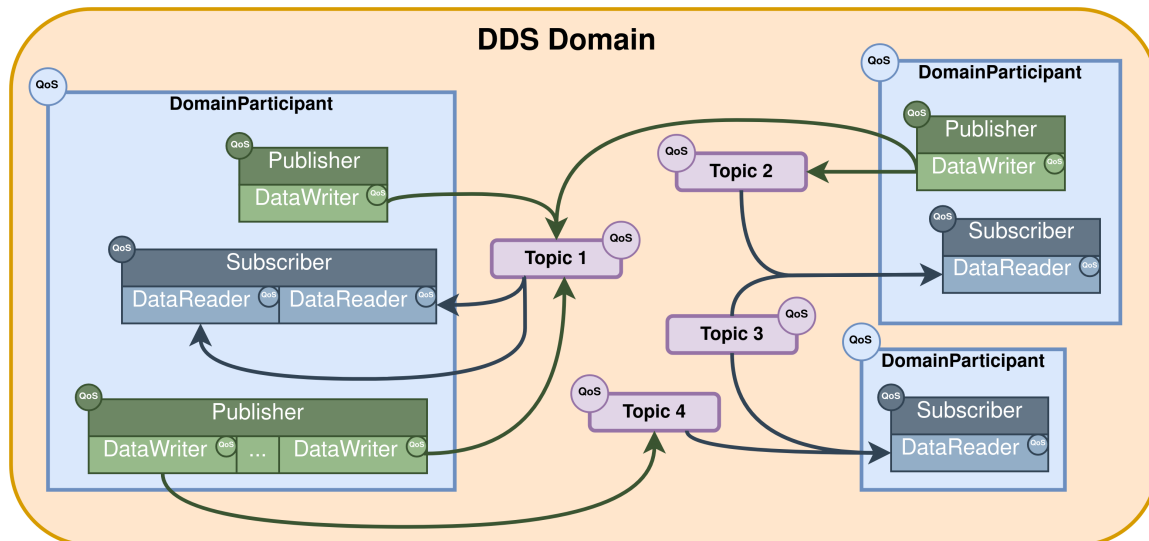 DDS Domain
QoS
DomainParticipant
QoS
Publisher
DataWriter QoS
QoS
Subscriber
DataReader QoS DataReader QoS
QoS
Publisher
DataWriter QoS ... DataWriter QoS
QoS
Topic 1
QoS
Topic 2
QoS
Topic 3
QoS
Topic 4
QoS
DomainParticipant
QoS
Publisher
DataWriter QoS
QoS
Subscriber
DataReader QoS
QoS
DomainParticipant
QoS
Subscriber
DataReader QoS